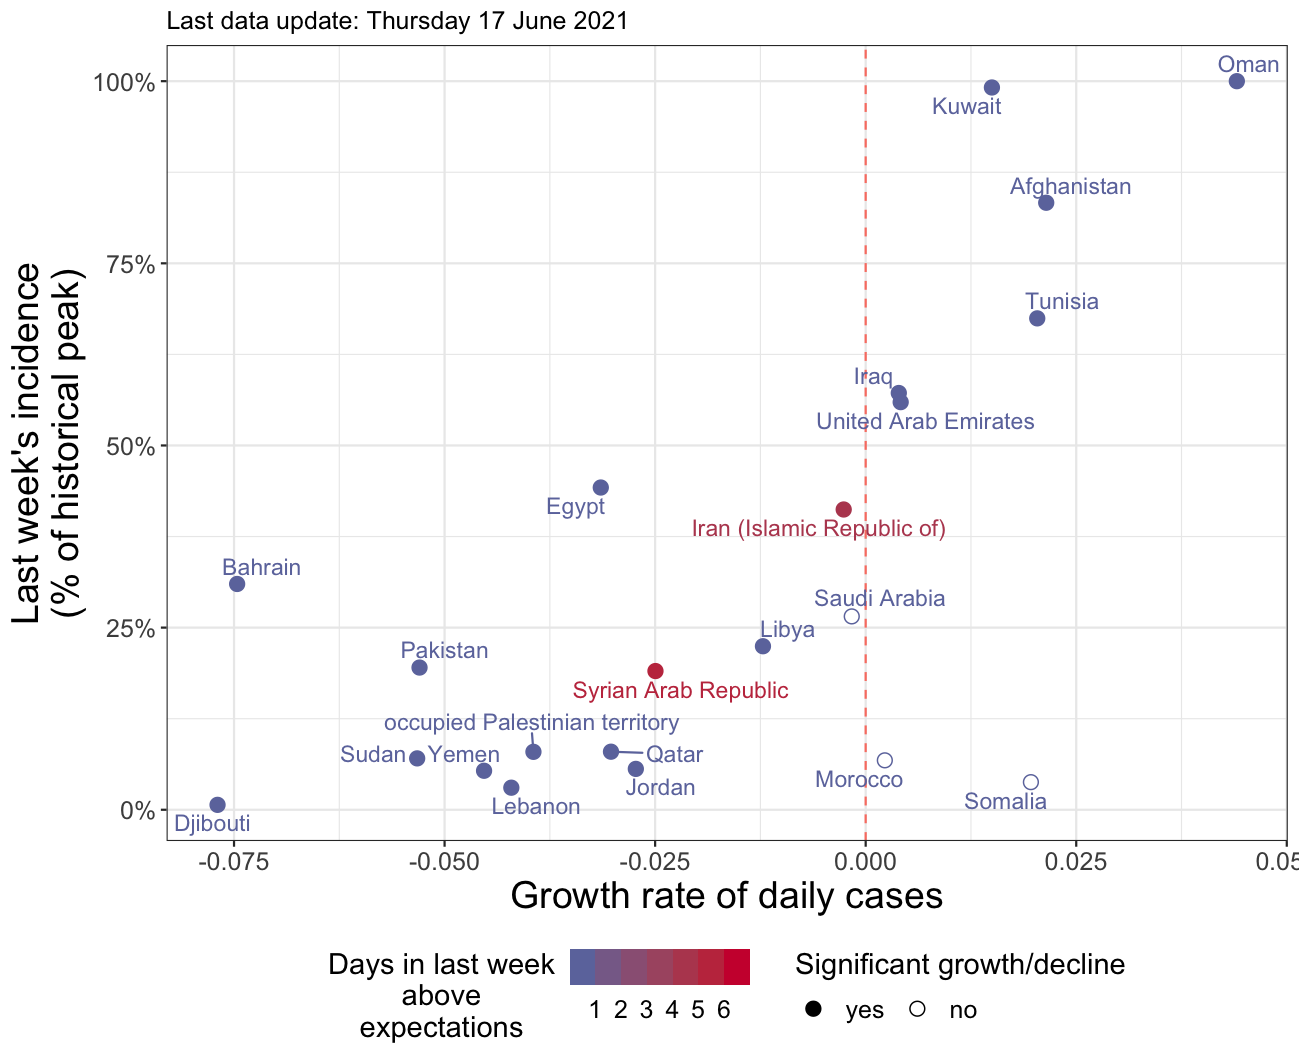 Last data update: Thursday 17 June 2021
Last week's incidence
(% of historical peak)
100%
75%
50%
25%
0%
Oman
Kuwait
Afghanistan
Tunisia
Iraq
United Arab Emirates
Egypt
Iran (Islamic Republic of)
Bahrain
Saudi Arabia
Libya
Pakistan
Syrian Arab Republic
occupied Palestinian territory
Sudan
Yemen
Qatar
Jordan
Morocco
Lebanon
Somalia
Djibouti
-0.075 -0.050 -0.025 0.000 0.025 0.05
Growth rate of daily cases
Days in last week
above
expectations
1 2 3 4 5 6
Significant growth/decline
yes no